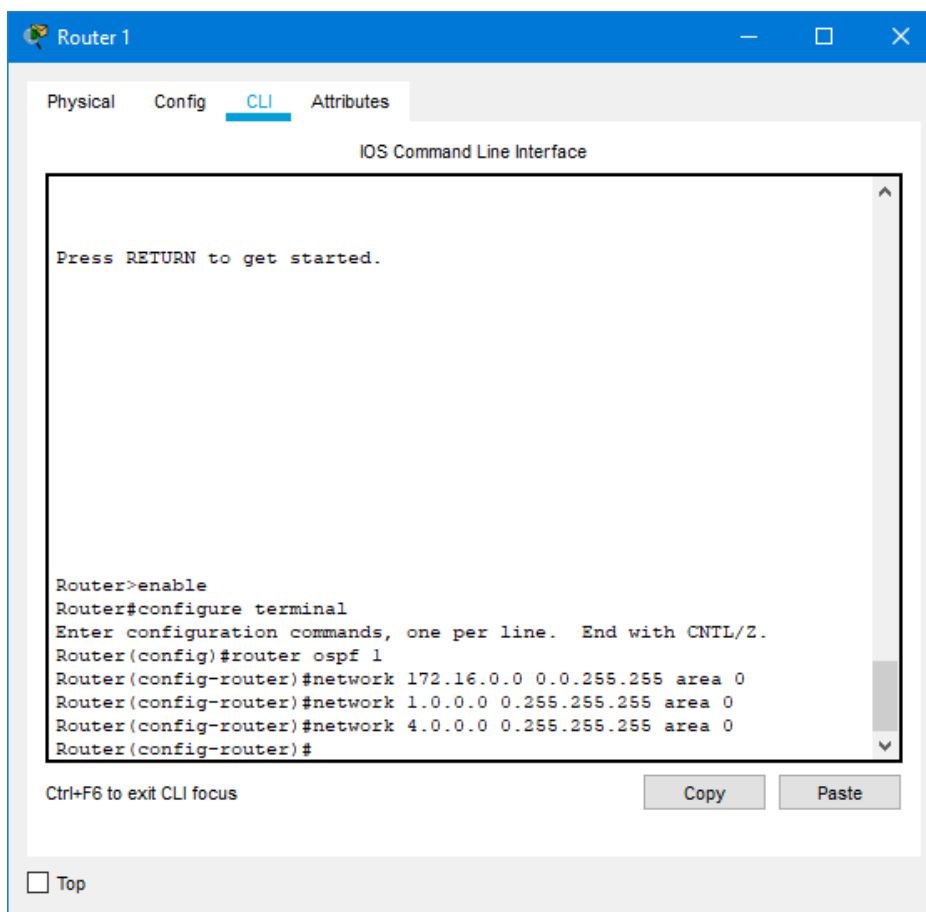 Router 1
Physical Config CLI Attributes
IOS Command Line Interface
Press RETURN to get started.
Router>enable
Router#configure terminal
Enter configuration commands, one per line.  End with CNTL/Z.
Router(config)#router ospf 1
Router(config-router)#network 172.16.0.0 0.0.255.255 area 0
Router(config-router)#network 1.0.0.0 0.255.255.255 area 0
Router(config-router)#network 4.0.0.0 0.255.255.255 area 0
Router(config-router)#
Ctrl+F6 to exit CLI focus Copy Paste
Top